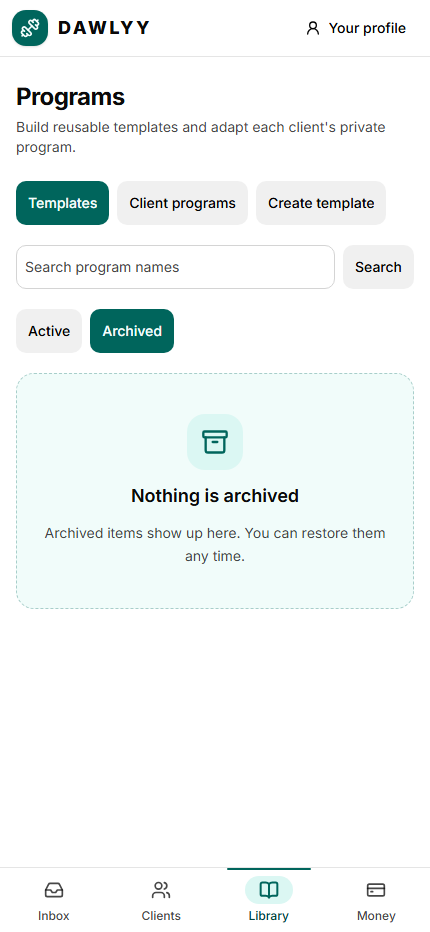 DAWLYY
Your profile
Programs
Build reusable templates and adapt each client's private
program.
Templates
Client programs
Create template
Search program names
Search
Active
Archived
Nothing is archived
Archived items show up here. You can restore them
any time.
Inbox
Clients
Library
Money